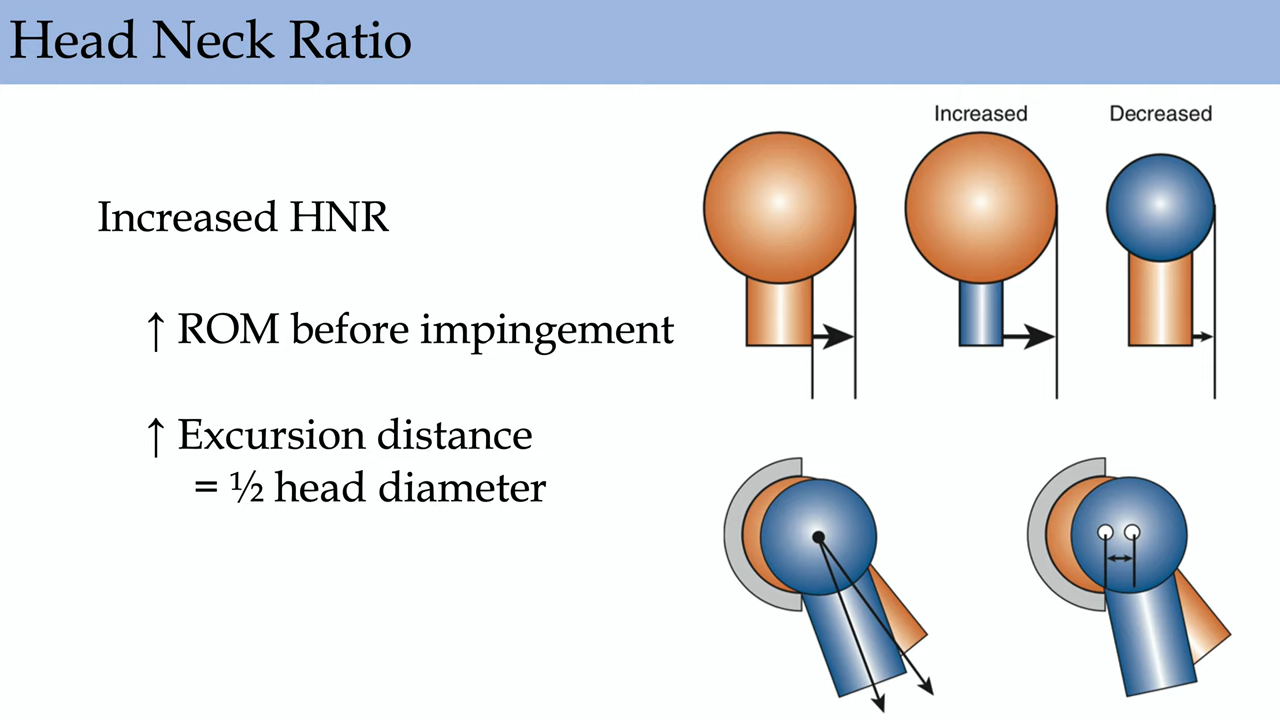 Head Neck Ratio
Increased
Decreased
Increased HNR
↑ ROM before impingement
↑ Excursion distance
= ½ head diameter